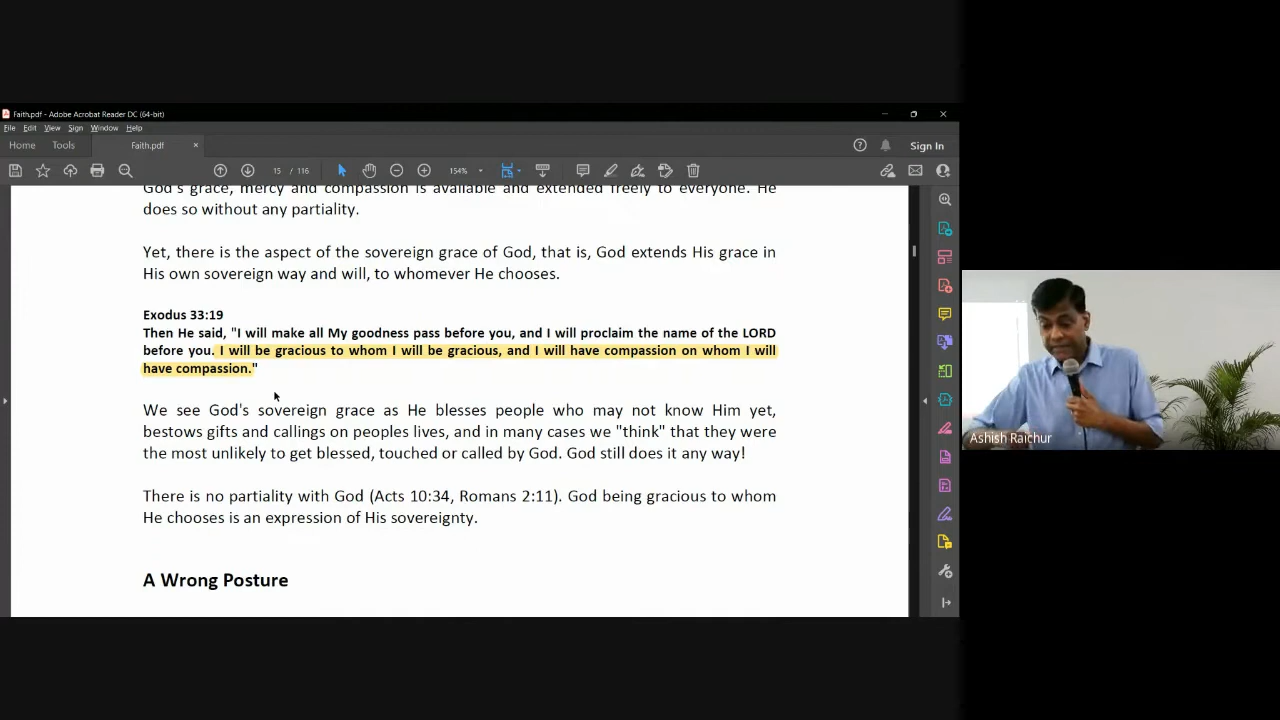 Faith.pdf - Adobe Acrobat Reader DC (64-bit)
File Edit View Sign Window Help
Home Tools Faith.pdf × Sign In
15 / 116 154%
God's grace, mercy and compassion is available and extended freely to everyone. He
does so without any partiality.
Yet, there is the aspect of the sovereign grace of God, that is, God extends His grace in
His own sovereign way and will, to whomever He chooses.
Exodus 33:19
Then He said, "I will make all My goodness pass before you, and I will proclaim the name of the LORD
before you. I will be gracious to whom I will be gracious, and I will have compassion on whom I will
have compassion."
We see God's sovereign grace as He blesses people who may not know Him yet,
bestows gifts and callings on peoples lives, and in many cases we "think" that they were
the most unlikely to get blessed, touched or called by God. God still does it any way!
There is no partiality with God (Acts 10:34, Romans 2:11). God being gracious to whom
He chooses is an expression of His sovereignty.
A Wrong Posture
Ashish Raichur